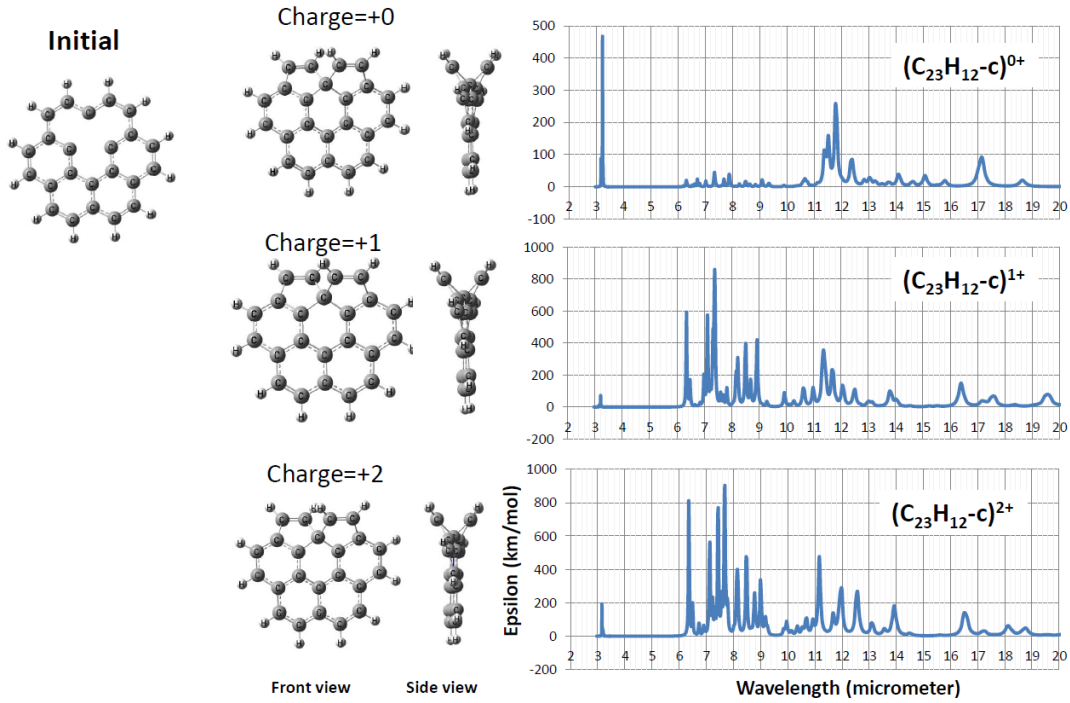 Initial
Charge=+0
Charge=+1
Charge=+2
Front view
Side view
500
400
300
200
100
0
-100
2 3 4 5 6 7 8 9 10 11 12 13 14 15 16 17 18 19 20
(C23H12-c)0+
1000
800
600
400
200
0
-200
2 3 4 5 6 7 8 9 10 11 12 13 14 15 16 17 18 19 20
(C23H12-c)1+
1000
800
600
400
200
0
-200
2 3 4 5 6 7 8 9 10 11 12 13 14 15 16 17 18 19 20
(C23H12-c)2+
Epsilon (km/mol)
Wavelength (micrometer)